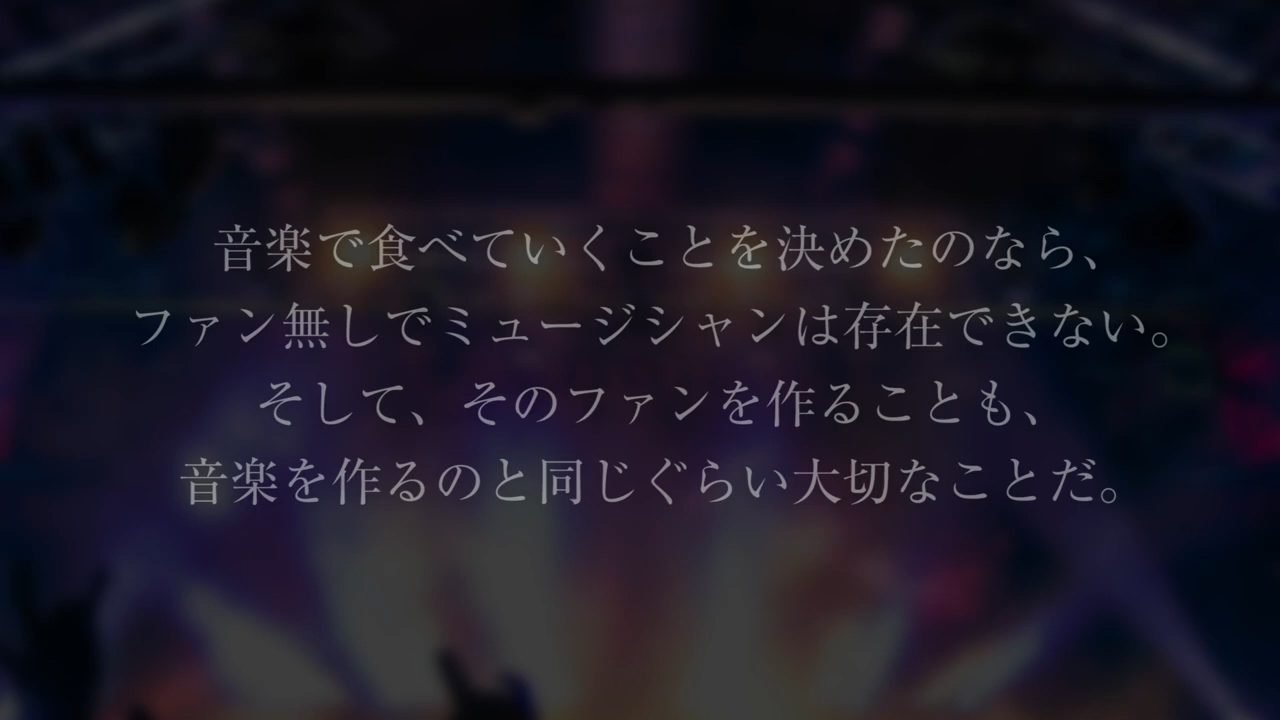 音楽で食べていくことを決めたのなら、
ファン無しでミュージシャンは存在できない。
そして、そのファンを作ることも、
音楽を作るのと同じぐらい大切なことだ。